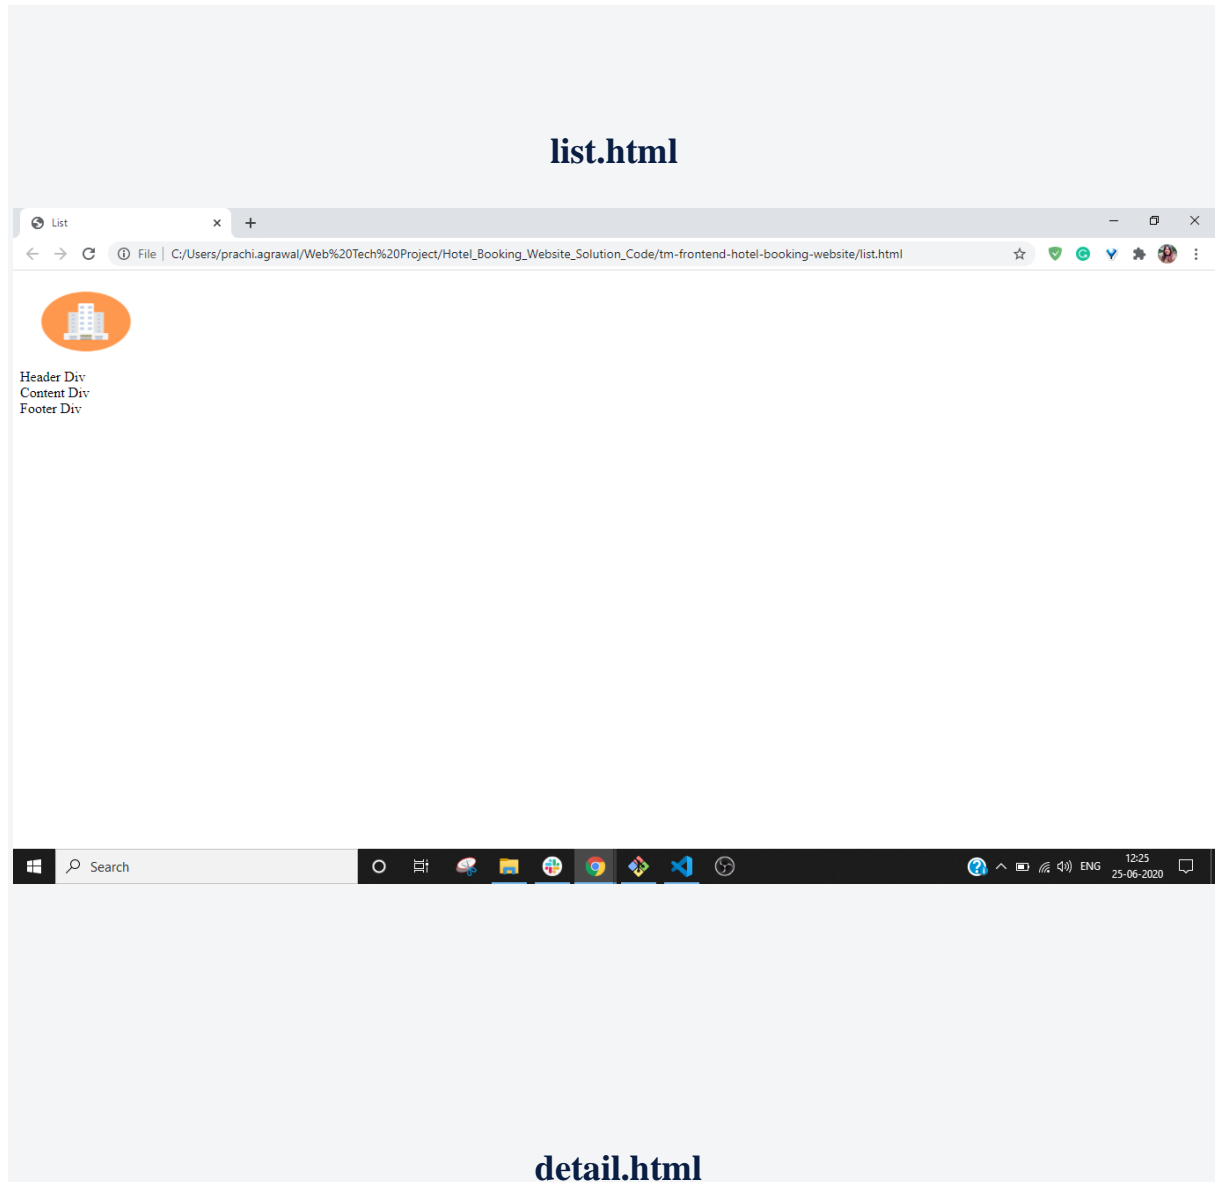 list.html
List
File | C:/Users/prachi.agrawal/Web%20Tech%20Project/Hotel_Booking_Website_Solution_Code/tm-frontend-hotel-booking-website/list.html
Header Div
Content Div
Footer Div
Search
ENG
12:25
25-06-2020
detail.html